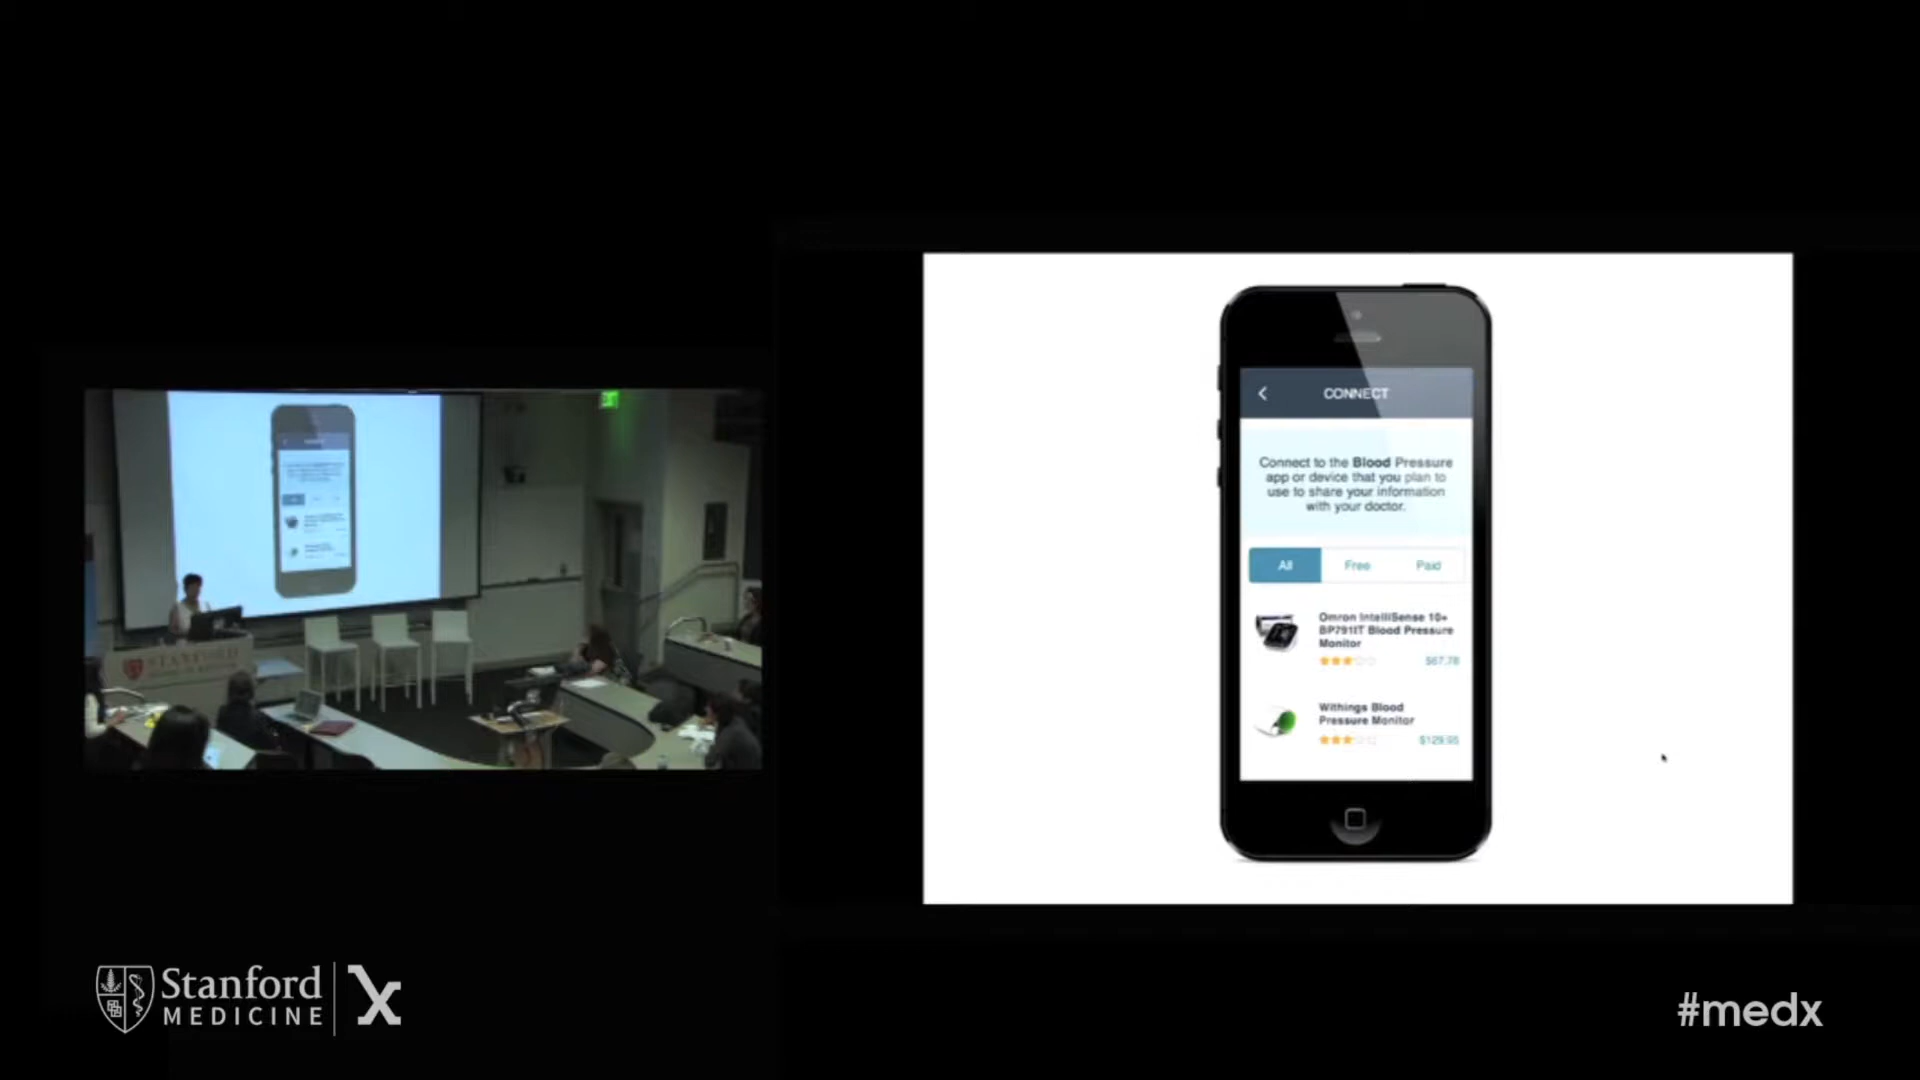 STANFORD
CONNECT
Connect to the Blood Pressure
app or device that you plan to
use to share your information
with your doctor.
All Free Paid
Omron IntelliSense 10+
BP791IT Blood Pressure
Monitor
$67.78
Withings Blood
Pressure Monitor
$129.95
Stanford
MEDICINE X
#medx